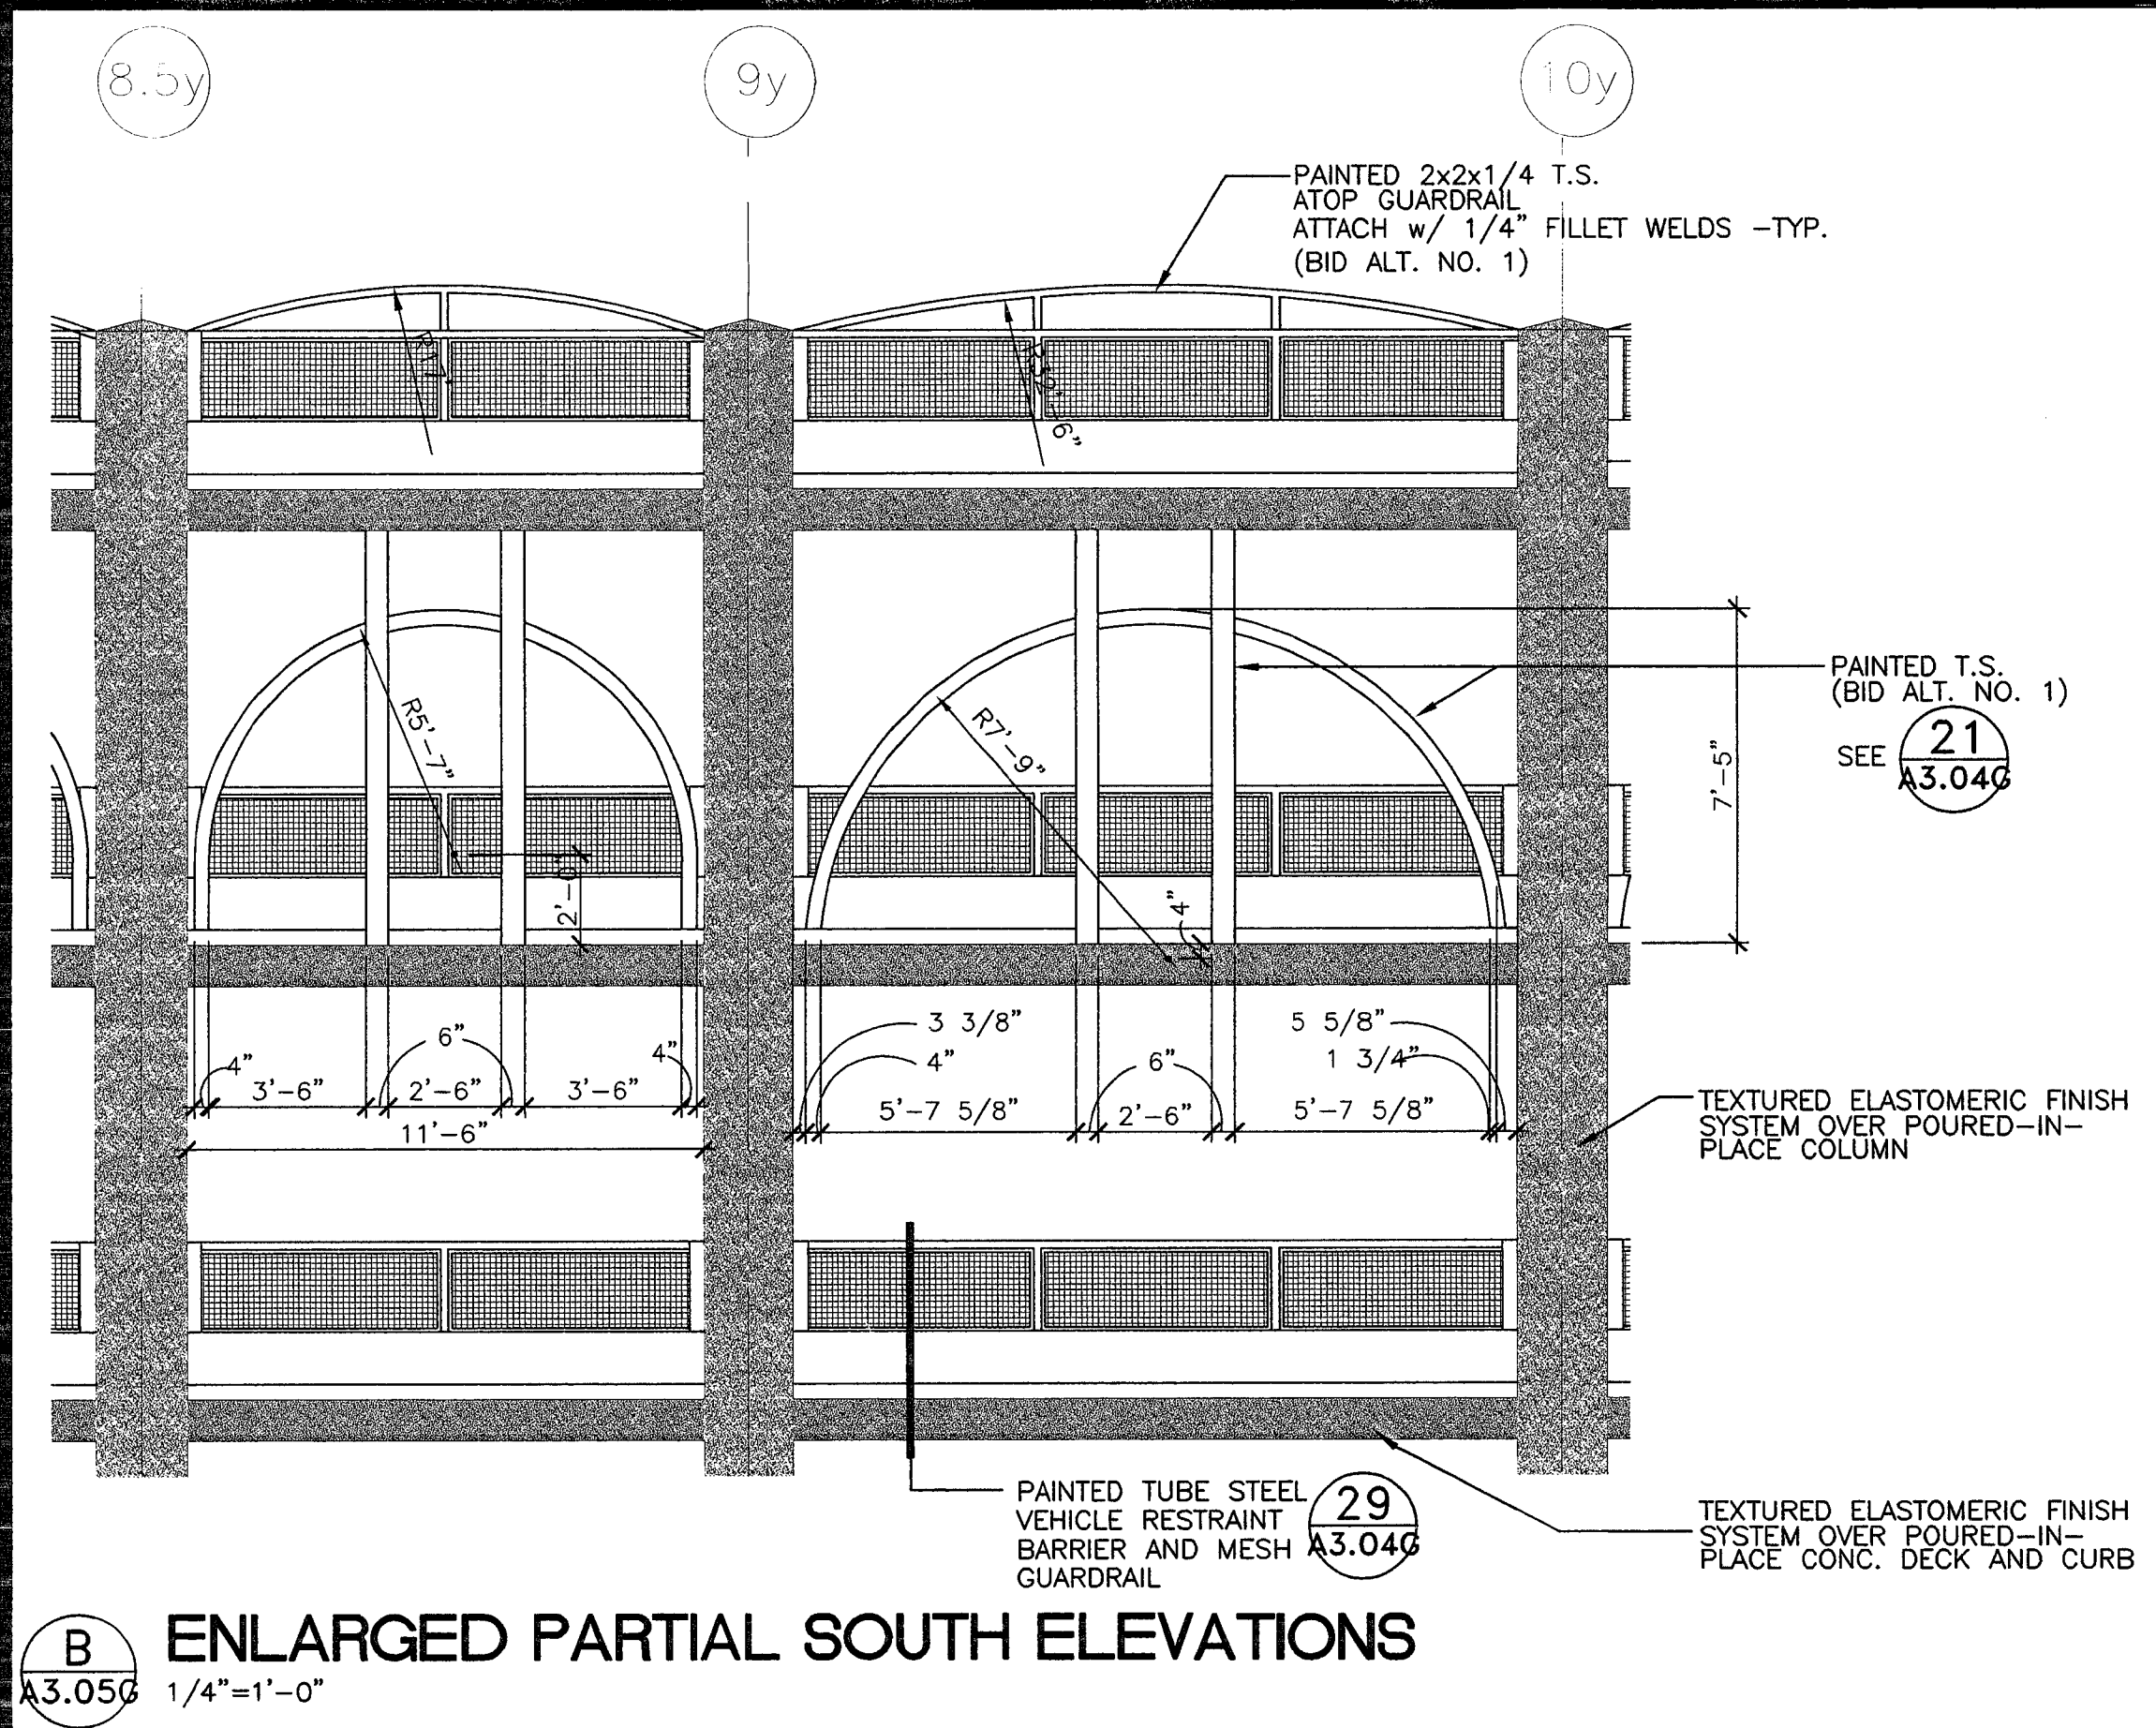 8.5y
9y
10y
PAINTED 2x2x1/4 T.S.
ATOP GUARDRAIL
ATTACH w/ 1/4" FILLET WELDS -TYP.
(BID ALT. NO. 1)
R17'
R32'-6"
PAINTED T.S.
(BID ALT. NO. 1)
SEE
21
A3.04G
R5'-7"
R7'-9"
7'-5"
2'-0"
4"
3 3/8"
4"
5 5/8"
1 3/4"
6"
6"
4"
4"
3'-6"
2'-6"
3'-6"
11'-6"
5'-7 5/8"
2'-6"
5'-7 5/8"
TEXTURED ELASTOMERIC FINISH
SYSTEM OVER POURED-IN-
PLACE COLUMN
PAINTED TUBE STEEL
VEHICLE RESTRAINT
BARRIER AND MESH
GUARDRAIL
29
A3.04G
TEXTURED ELASTOMERIC FINISH
SYSTEM OVER POURED-IN-
PLACE CONC. DECK AND CURB
B
A3.05G
ENLARGED PARTIAL SOUTH ELEVATIONS
1/4"=1'-0"